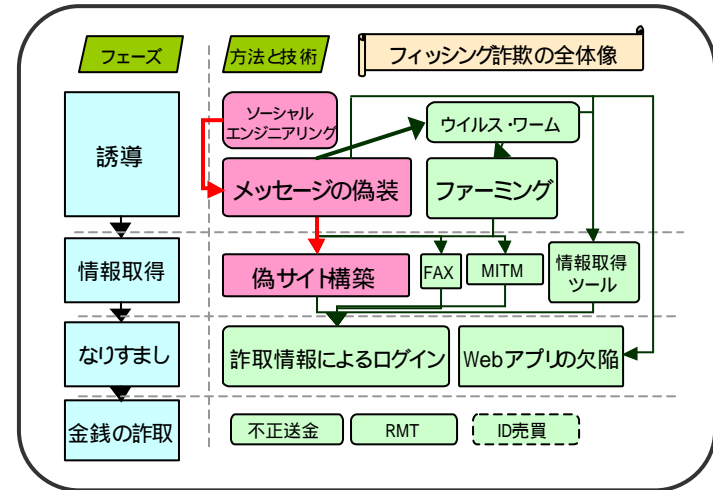 フェーズ
方法と技術
フィッシング詐欺の全体像
誘導
ソーシャル
エンジニアリング
ウイルス・ワーム
メッセージの偽装
ファーミング
情報取得
偽サイト構築
FAX
MITM
情報取得
ツール
なりすまし
詐取情報によるログイン
Webアプリの欠陥
金銭の詐取
不正送金
RMT
ID売買